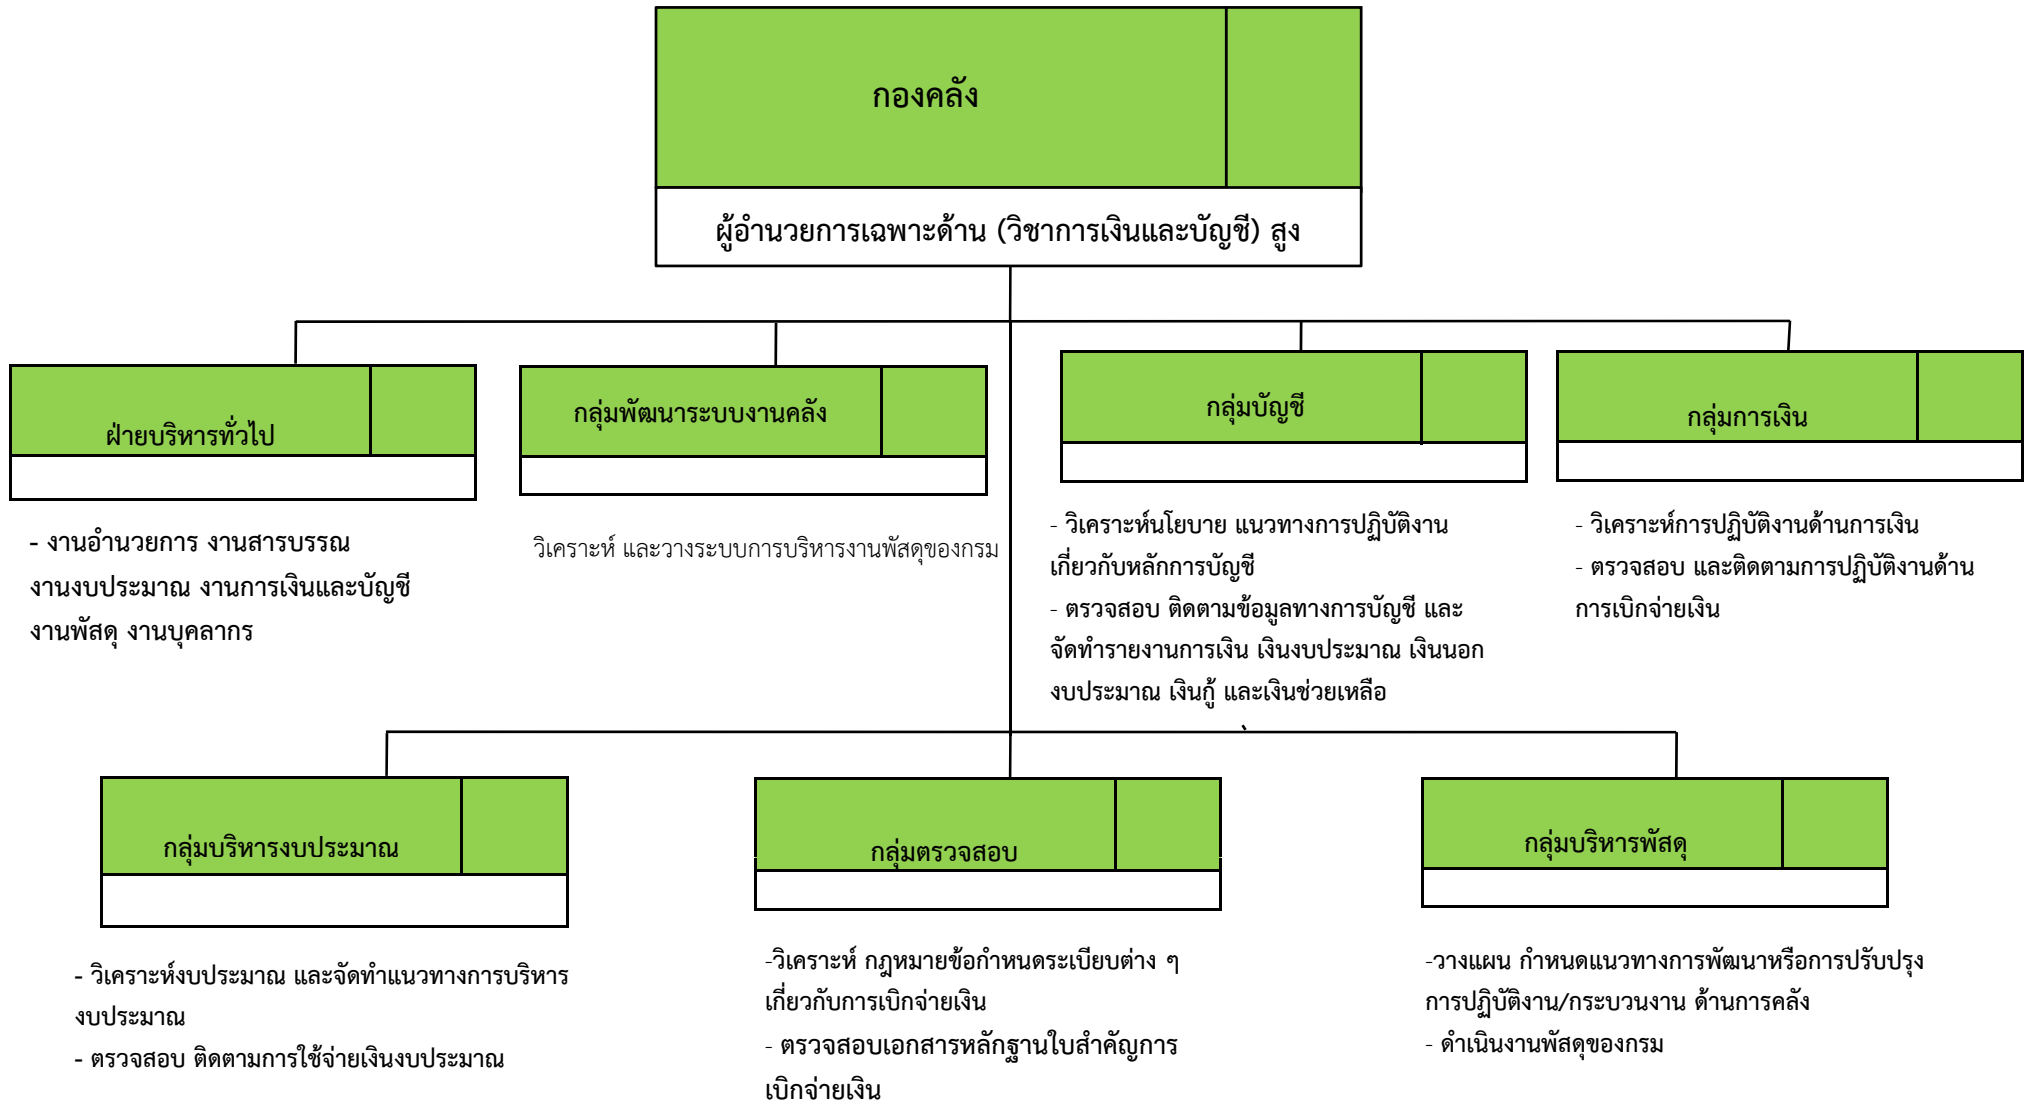 กองคลัง
ผู้อำนวยการเฉพาะด้าน (วิชาการเงินและบัญชี) สูง
ฝ่ายบริหารทั่วไป
- งานอำนวยการ งานสารบรรณ
งานงบประมาณ งานการเงินและบัญชี
งานพัสดุ งานบุคลากร
กลุ่มพัฒนาระบบงานคลัง
วิเคราะห์ และวางระบบการบริหารงานพัสดุของกรม
กลุ่มบัญชี
- วิเคราะห์นโยบาย แนวทางการปฏิบัติงาน
เกี่ยวกับหลักการบัญชี
- ตรวจสอบ ติดตามข้อมูลทางการบัญชี และ
จัดทำรายงานการเงิน เงินงบประมาณ เงินนอก
งบประมาณ เงินกู้ และเงินช่วยเหลือ
กลุ่มการเงิน
- วิเคราะห์การปฏิบัติงานด้านการเงิน
- ตรวจสอบ และติดตามการปฏิบัติงานด้าน
การเบิกจ่ายเงิน
กลุ่มบริหารงบประมาณ
- วิเคราะห์งบประมาณ และจัดทำแนวทางการบริหาร
งบประมาณ
- ตรวจสอบ ติดตามการใช้จ่ายเงินงบประมาณ
กลุ่มตรวจสอบ
-วิเคราะห์ กฎหมายข้อกำหนดระเบียบต่าง ๆ
เกี่ยวกับการเบิกจ่ายเงิน
- ตรวจสอบเอกสารหลักฐานใบสำคัญการ
เบิกจ่ายเงิน
กลุ่มบริหารพัสดุ
-วางแผน กำหนดแนวทางการพัฒนาหรือการปรับปรุง
การปฏิบัติงาน/กระบวนงาน ด้านการคลัง
- ดำเนินงานพัสดุของกรม